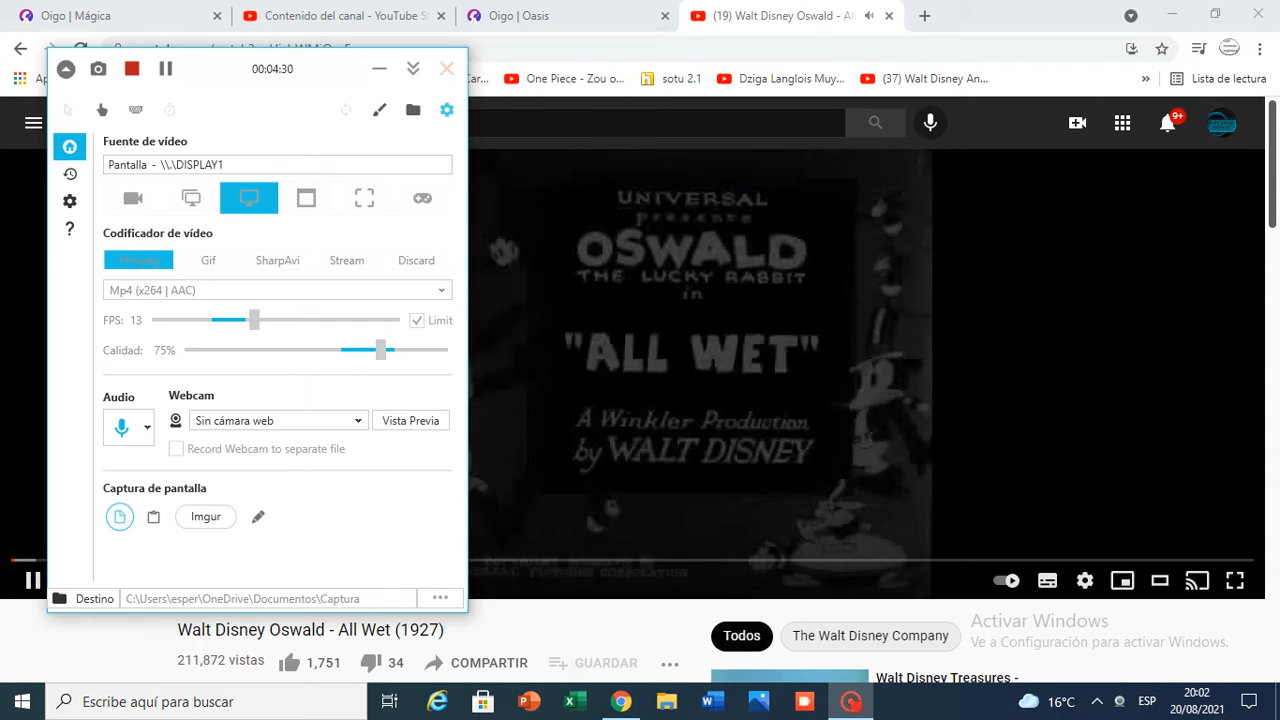 Oigo | Mágica
Contenido del canal - YouTube S
Oigo | Oasis
(19) Walt Disney Oswald - Al
00:04:30
Ap
Car...
One Piece - Zou o...
sotu 2.1
Dziga Langlois Muy...
(37) Walt Disney An...
»
Lista de lectura
9+
Fuente de vídeo
Pantalla - \\.\DISPLAY1
Codificador de vídeo
FFmpeg
Gif
SharpAvi
Stream
Discard
Mp4 (x264 | AAC)
FPS: 13
Limit
Calidad: 75%
Audio
Webcam
Sin cámara web
Vista Previa
Record Webcam to separate file
Captura de pantalla
Imgur
Destino
C:\Users\esper\OneDrive\Documentos\Captura
...
UNIVERSAL
presents
OSWALD
THE LUCKY RABBIT
in
"ALL WET"
A Winkler Production
by WALT DISNEY
Walt Disney Oswald - All Wet (1927)
211,872 vistas
1,751
34
COMPARTIR
GUARDAR
...
Todos
The Walt Disney Company
Activar Windows
Ve a Configuración para activar Windows.
Walt Disney Treasures -
Escribe aquí para buscar
16°C
ESP
20:02
20/08/2021